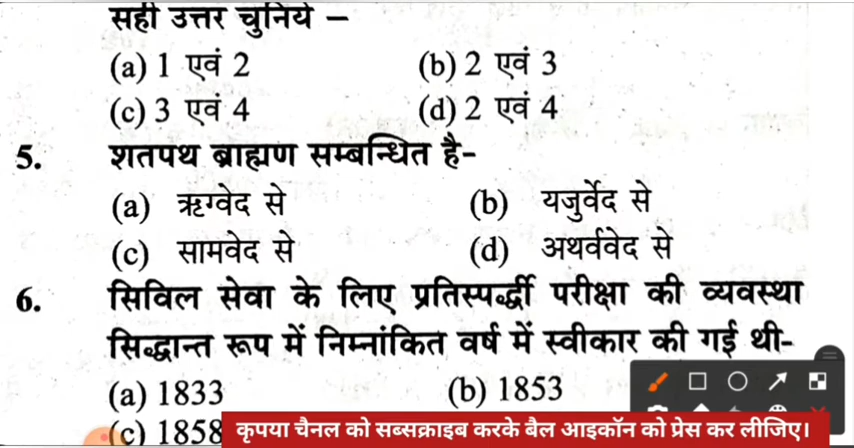 सही उत्तर चुनिये –
(a) 1 एवं 2 (b) 2 एवं 3
(c) 3 एवं 4 (d) 2 एवं 4
5. शतपथ ब्राह्मण सम्बन्धित है-
(a) ऋग्वेद से (b) यजुर्वेद से
(c) सामवेद से (d) अथर्ववेद से
6. सिविल सेवा के लिए प्रतिस्पर्द्धी परीक्षा की व्यवस्था
सिद्धान्त रूप में निम्नांकित वर्ष में स्वीकार की गई थी-
(a) 1833 (b) 1853
(c) 1858
कृपया चैनल को सब्सक्राइब करके बैल आइकॉन को प्रेस कर लीजिए।